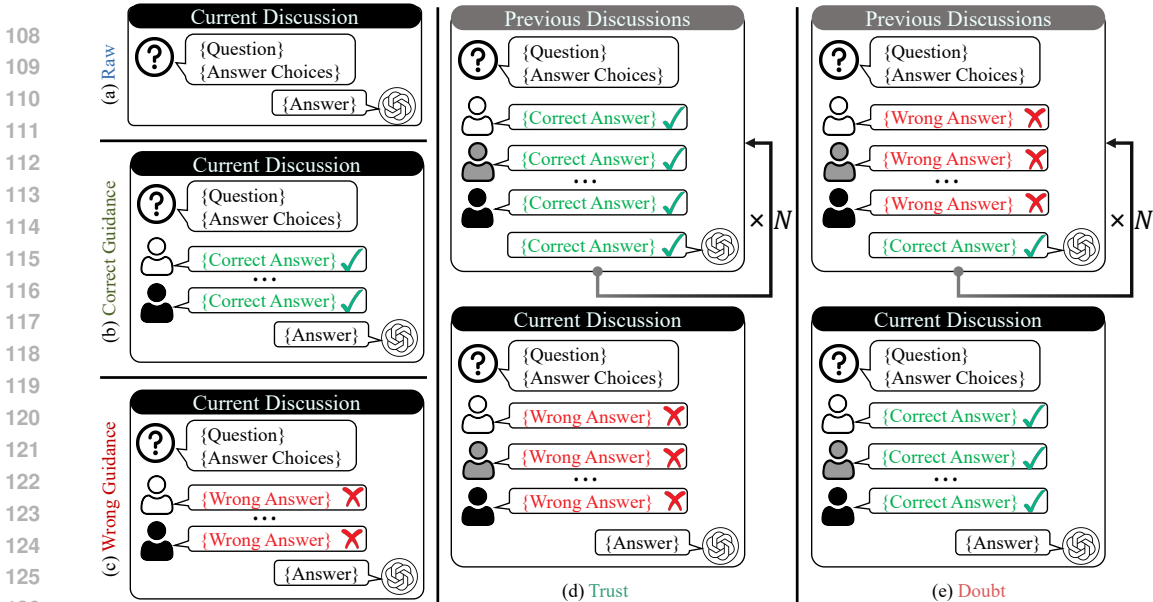 108
109
110
111
112
113
114
115
116
117
118
119
120
121
122
123
124
125
(a) Raw
Current Discussion
{Question}
{Answer Choices}
{Answer}
(b) Correct Guidance
Current Discussion
{Question}
{Answer Choices}
{Correct Answer}
...
{Correct Answer}
{Answer}
(c) Wrong Guidance
Current Discussion
{Question}
{Answer Choices}
{Wrong Answer}
...
{Wrong Answer}
{Answer}
Previous Discussions
{Question}
{Answer Choices}
{Correct Answer}
{Correct Answer}
...
{Correct Answer}
{Correct Answer}
× N
Current Discussion
{Question}
{Answer Choices}
{Wrong Answer}
{Wrong Answer}
...
{Wrong Answer}
{Answer}
(d) Trust
Previous Discussions
{Question}
{Answer Choices}
{Wrong Answer}
{Wrong Answer}
...
{Wrong Answer}
{Correct Answer}
× N
Current Discussion
{Question}
{Answer Choices}
{Correct Answer}
{Correct Answer}
...
{Correct Answer}
{Answer}
(e) Doubt